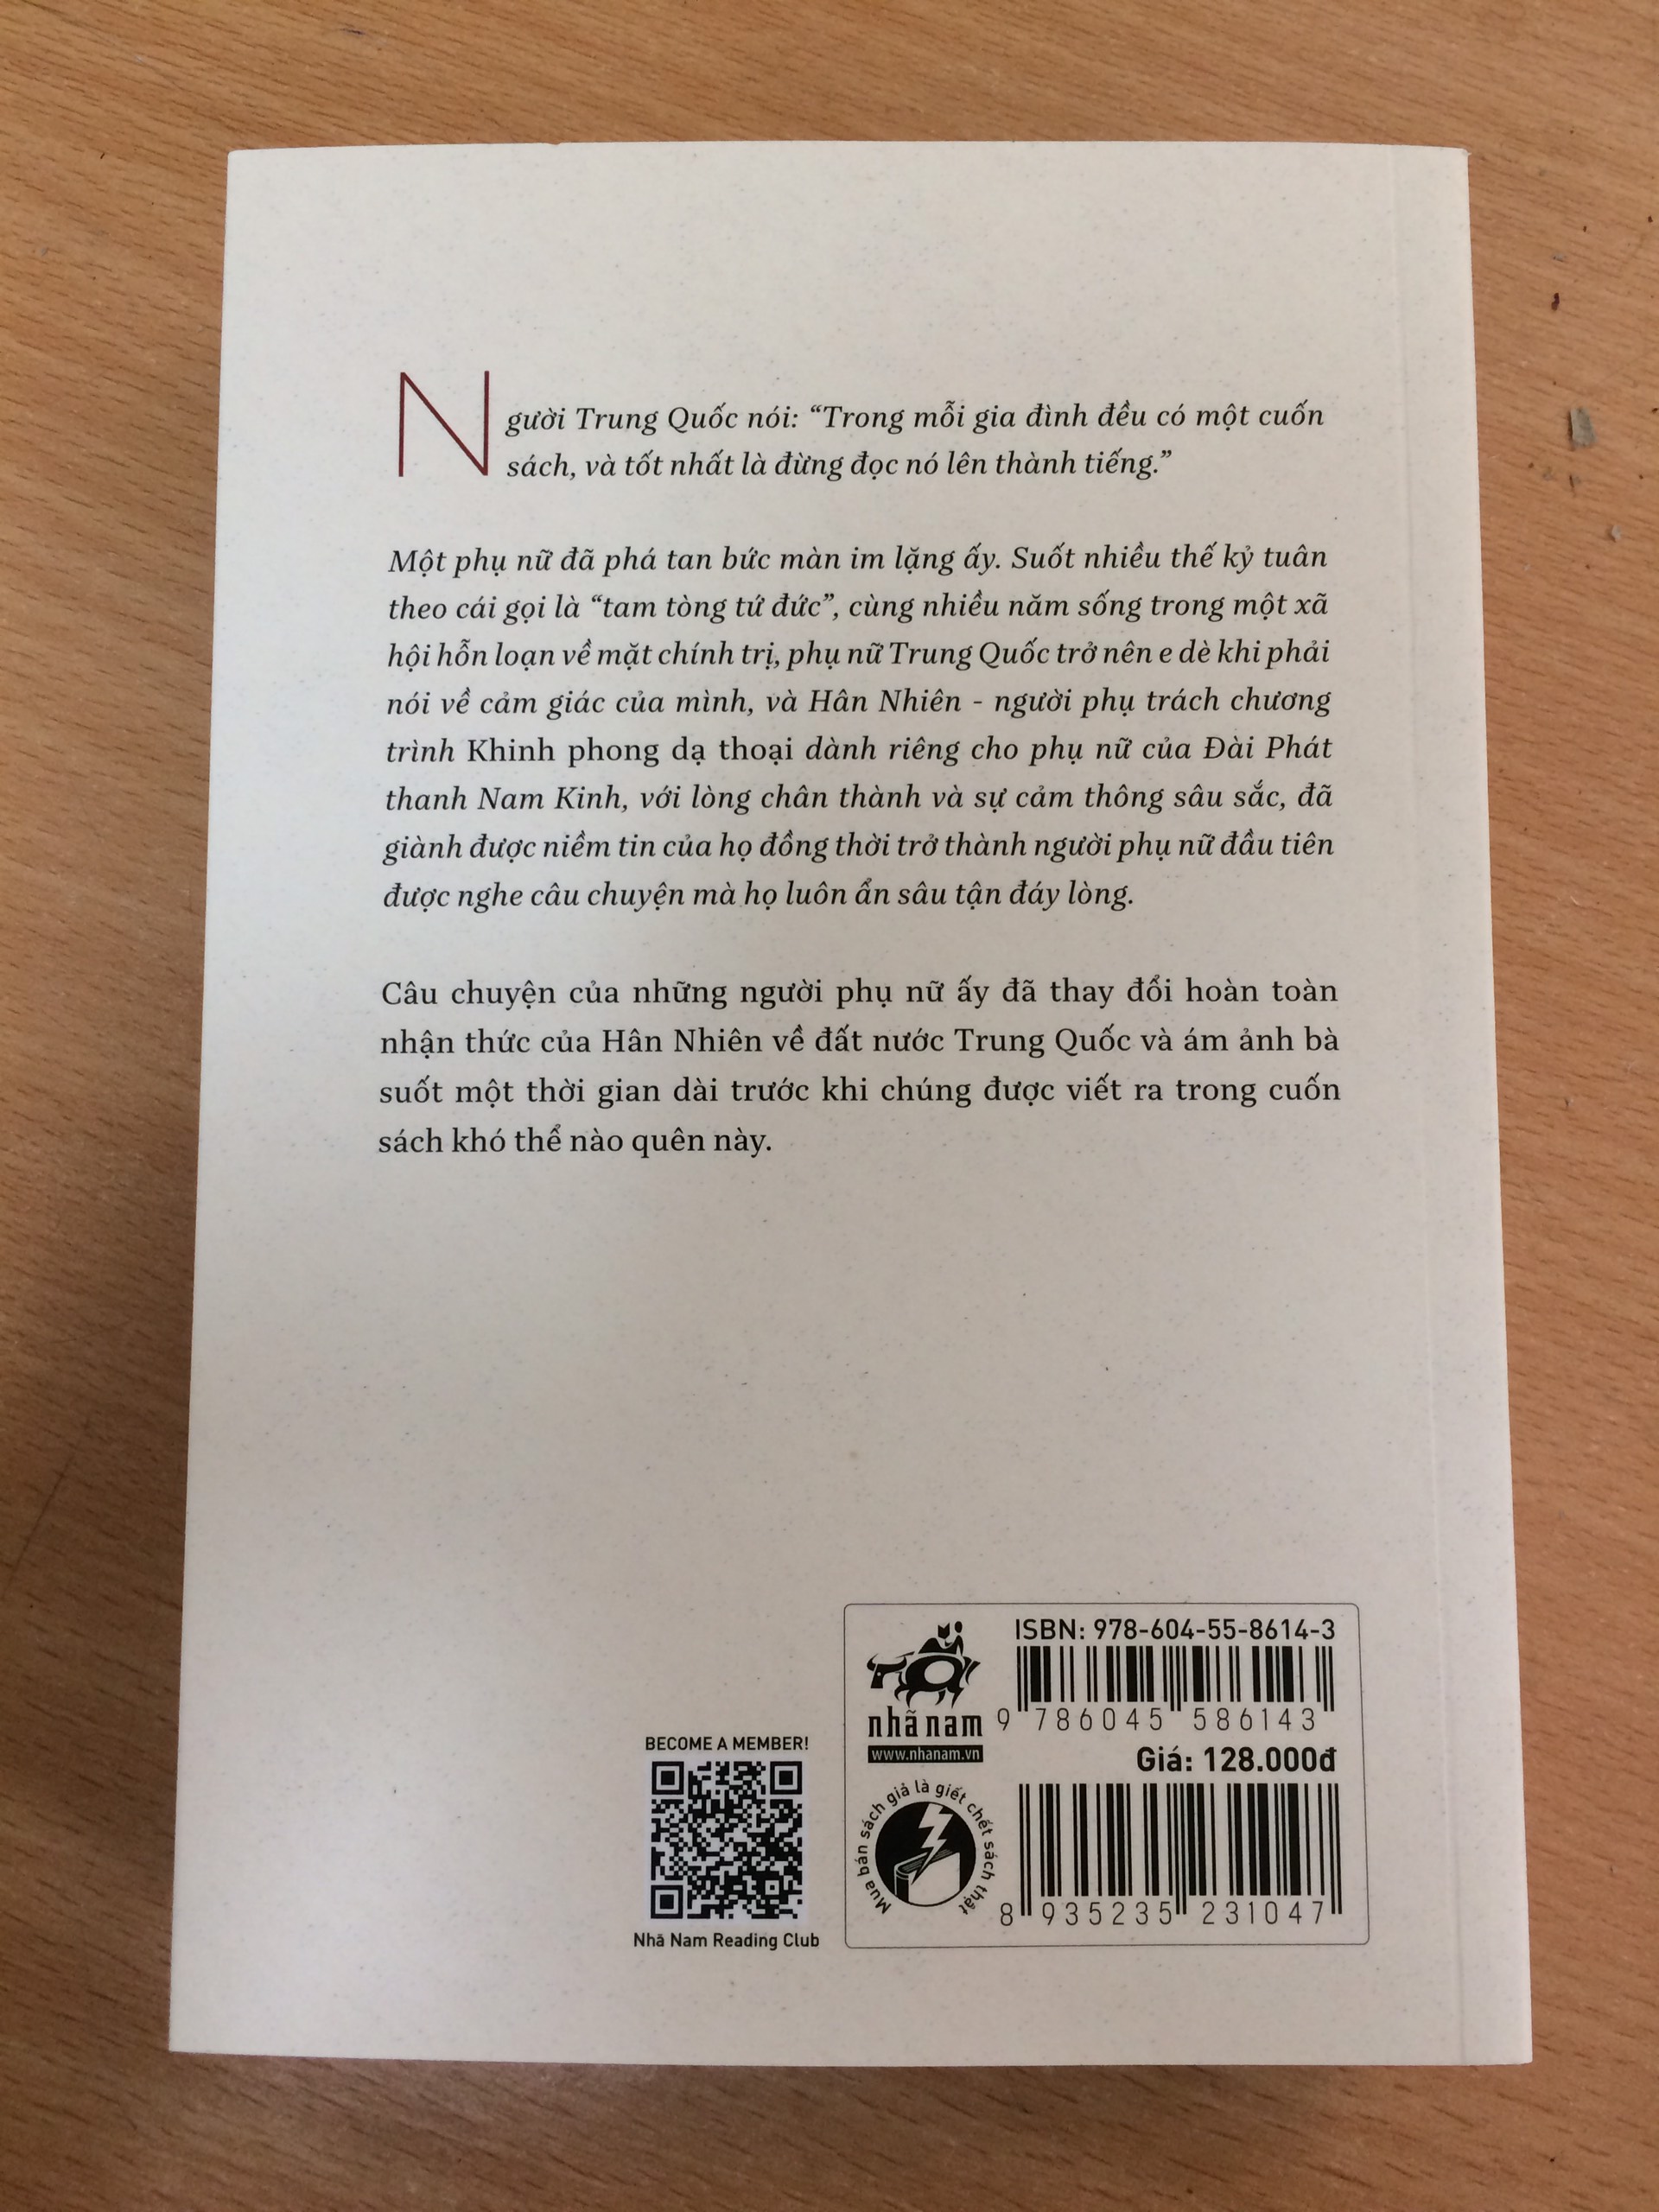 Người Trung Quốc nói: “Trong mỗi gia đình đều có một cuốn
sách, và tốt nhất là đừng đọc nó lên thành tiếng.”
Một phụ nữ đã phá tan bức màn im lặng ấy. Suốt nhiều thế kỷ tuân
theo cái gọi là “tam tòng tứ đức”, cùng nhiều năm sống trong một xã
hội hỗn loạn về mặt chính trị, phụ nữ Trung Quốc trở nên e dè khi phải
nói về cảm giác của mình, và Hân Nhiên - người phụ trách chương
trình Khinh phong dạ thoại dành riêng cho phụ nữ của Đài Phát
thanh Nam Kinh, với lòng chân thành và sự cảm thông sâu sắc, đã
giành được niềm tin của họ đồng thời trở thành người phụ nữ đầu tiên
được nghe câu chuyện mà họ luôn ẩn sâu tận đáy lòng.
Câu chuyện của những người phụ nữ ấy đã thay đổi hoàn toàn
nhận thức của Hân Nhiên về đất nước Trung Quốc và ám ảnh bà
suốt một thời gian dài trước khi chúng được viết ra trong cuốn
sách khó thể nào quên này.
BECOME A MEMBER!
Nhã Nam Reading Club
nhã nam
www.nhanam.vn
Mua bán sách giả là giết chết sách thật
ISBN: 978-604-55-8614-3
9 786045 586143
Giá: 128.000đ
8 935235 231047